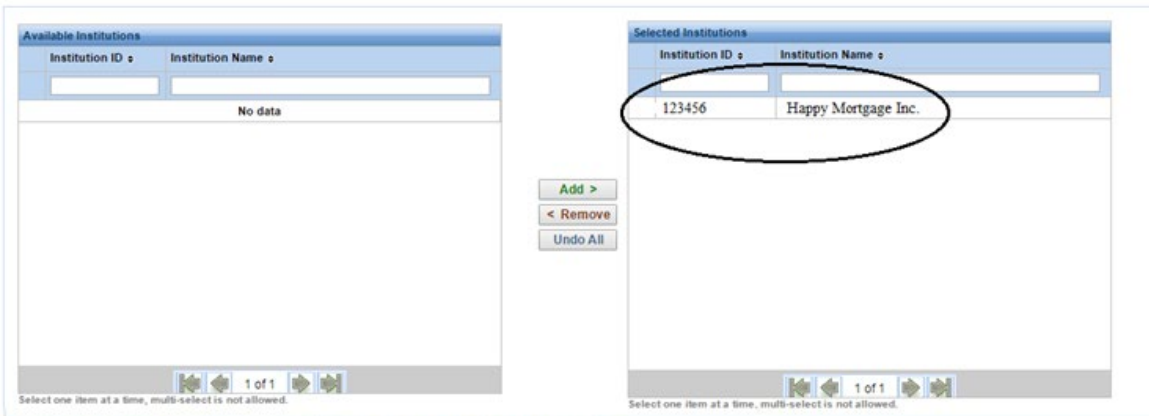 Available Institutions
Institution ID Institution Name
No data
1 of 1
Select one item at a time, multi-select is not allowed.
Add >
< Remove
Undo All
Selected Institutions
Institution ID Institution Name
123456 Happy Mortgage Inc.
1 of 1
Select one item at a time, multi-select is not allowed.